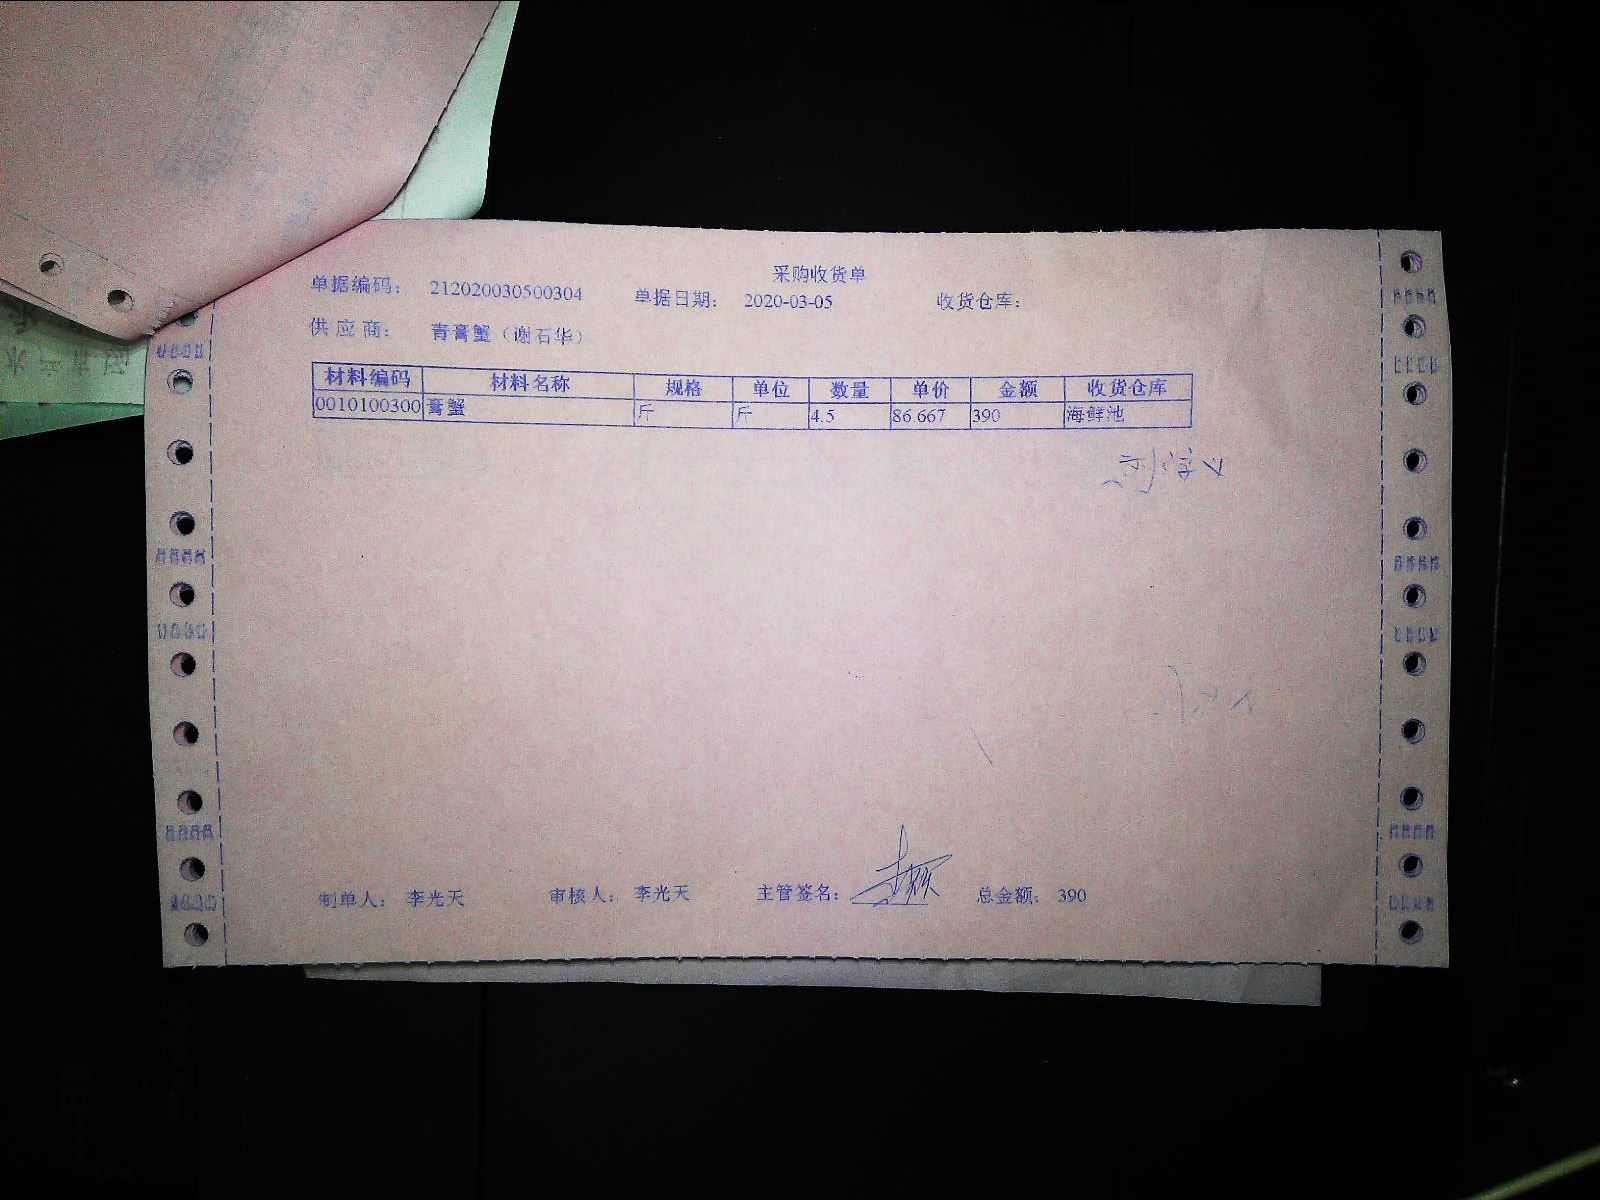 采购收货单
单据编码： 212020030500304 单据日期： 2020-03-05 收货仓库：
供应商： 青膏蟹（谢石华）
材料编码 材料名称 规格 单位 数量 单价 金额 收货仓库
0010100300 膏蟹 斤 斤 4.5 86.667 390 海鲜池
制单人： 李光天 审核人： 李光天 主管签名： 总金额： 390